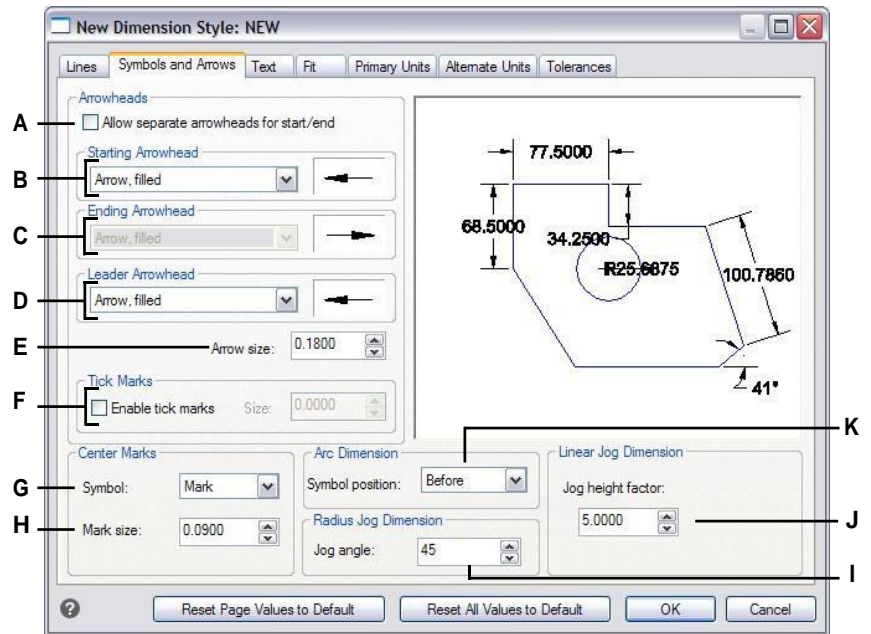 New Dimension Style: NEW
Lines Symbols and Arrows Text Fit Primary Units Alternate Units Tolerances
Arrowheads
A Allow separate arrowheads for start/end
Starting Arrowhead
B Arrow, filled
Ending Arrowhead
C Arrow, filled
Leader Arrowhead
D Arrow, filled
E Arrow size: 0.1800
Tick Marks
F Enable tick marks Size: 0.0000
77.5000
68.5000
34.2500
R25.6875
100.7860
41°
K
Center Marks
G Symbol: Mark
H Mark size: 0.0900
Arc Dimension
Symbol position: Before
Radius Jog Dimension
Jog angle: 45
I
Linear Jog Dimension
Jog height factor:
5.0000 J
? Reset Page Values to Default Reset All Values to Default OK Cancel